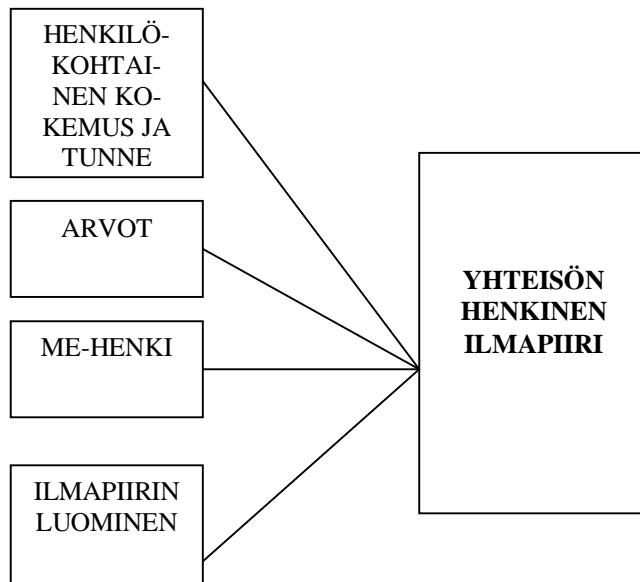 HENKILÖ-
KOHTAI-
NEN KO-
KEMUS JA
TUNNE
ARVOT
ME-HENKI
ILMAPIIRIN
LUOMINEN
YHTEISÖN
HENKINEN
ILMAPIIRI